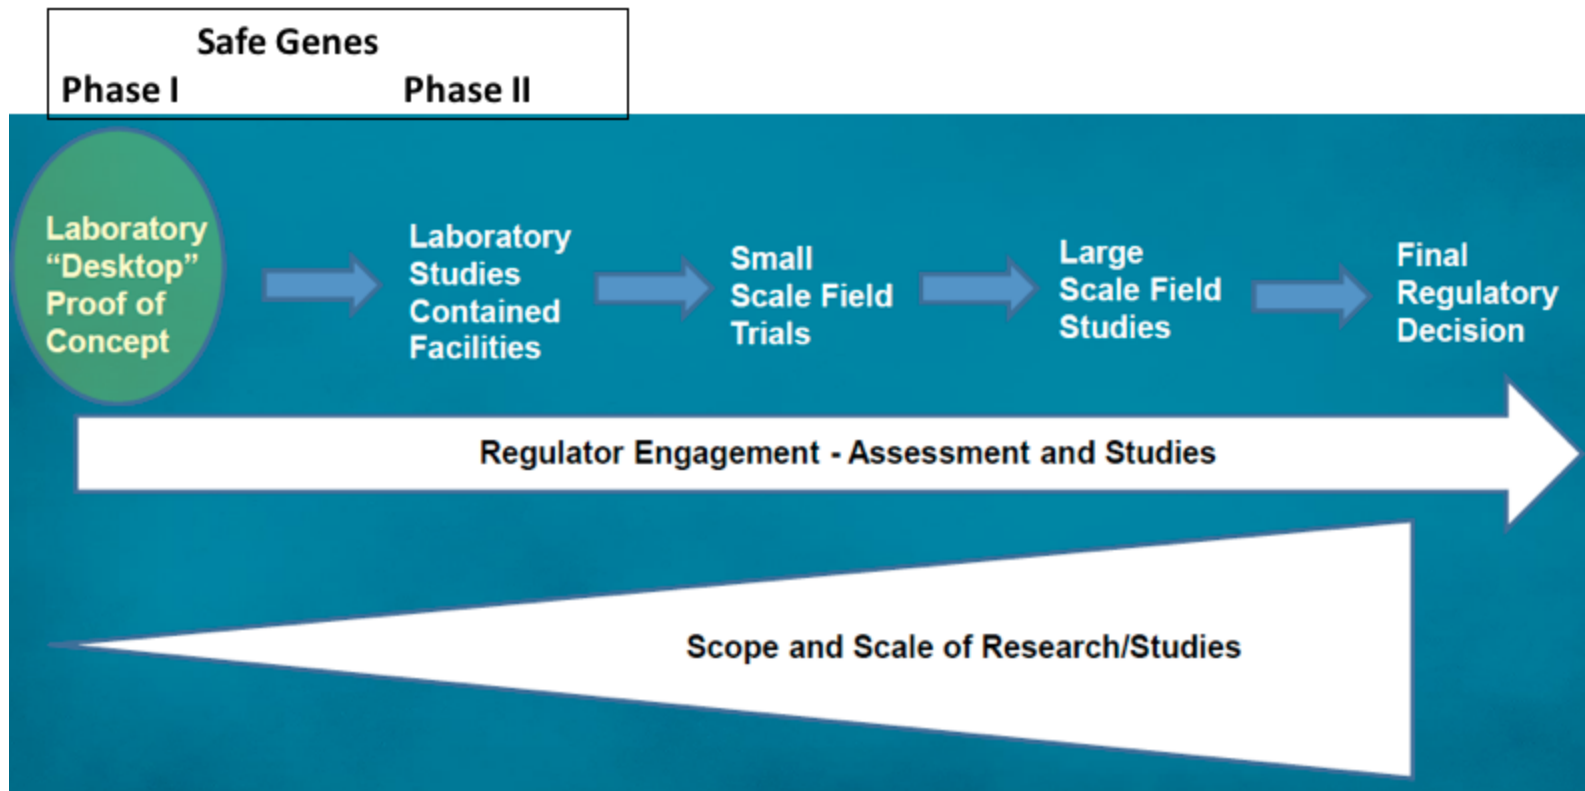 Safe Genes
Phase I Phase II
Laboratory
“Desktop”
Proof of
Concept
Laboratory
Studies
Contained
Facilities
Small
Scale Field
Trials
Large
Scale Field
Studies
Final
Regulatory
Decision
Regulator Engagement - Assessment and Studies
Scope and Scale of Research/Studies